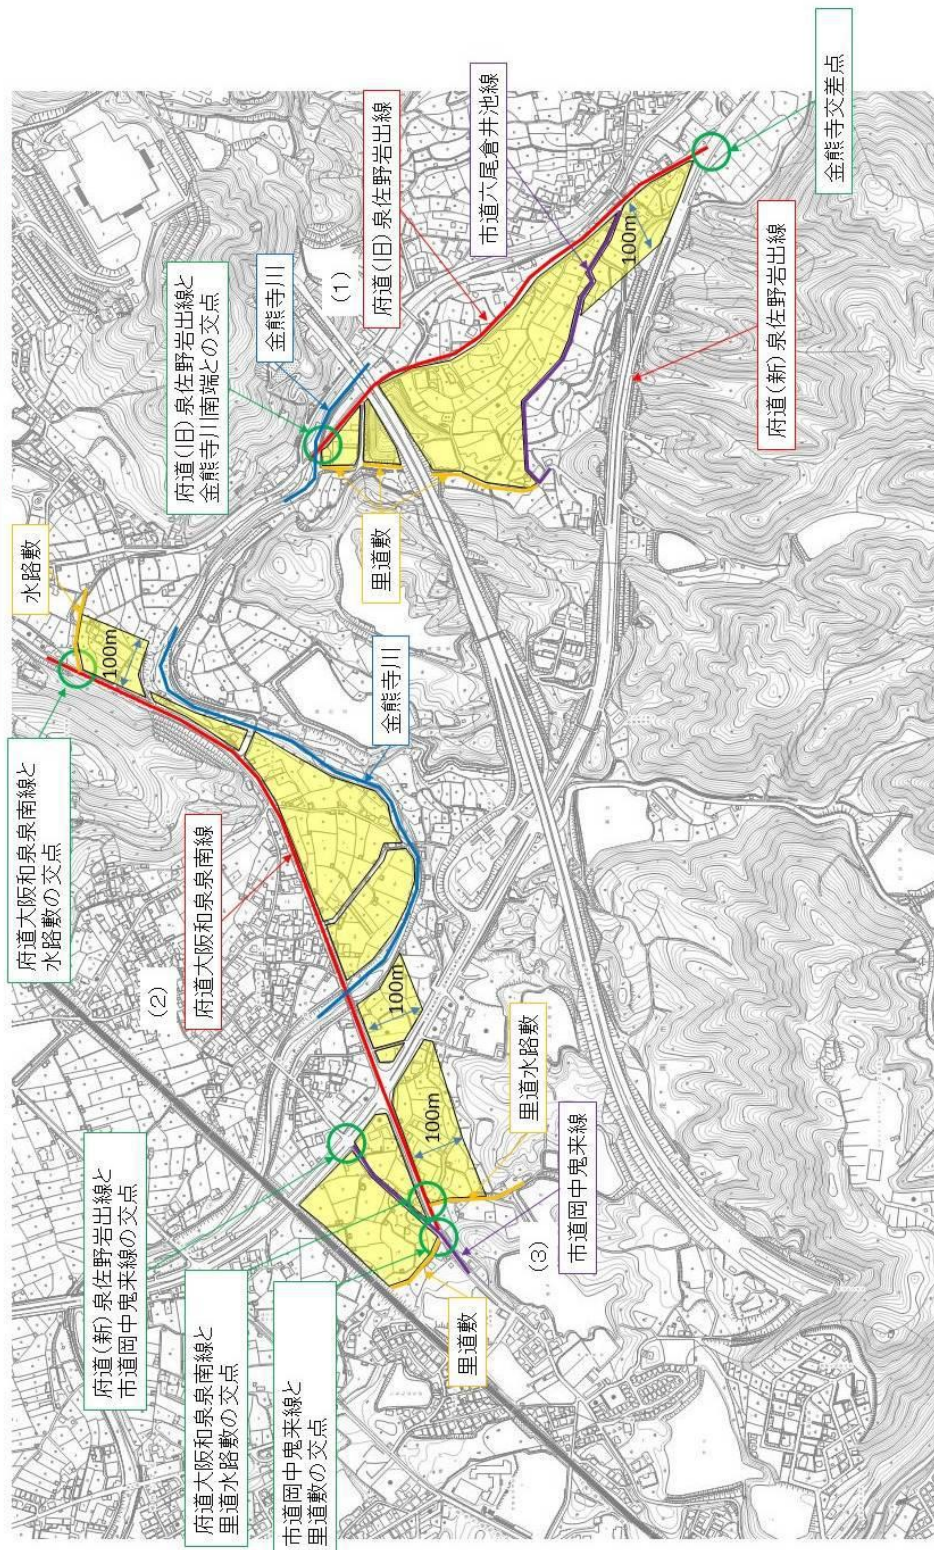 水路敷
府道大阪和泉泉南線と
水路敷の交点
(2)
府道大阪和泉泉南線
府道(新)泉佐野岩出線と
市道岡中鬼来線の交点
府道大阪和泉泉南線と
里道水路敷の交点
市道岡中鬼来線と
里道敷の交点
府道(旧)泉佐野岩出線と
金熊寺川南端との交点
金熊寺川
(1)
府道(旧)泉佐野岩出線
市道六尾倉井池線
金熊寺交差点
100m
府道(新)泉佐野岩出線
里道敷
金熊寺川
100m
100m
100m
里道水路敷
市道岡中鬼来線
(3)
里道敷